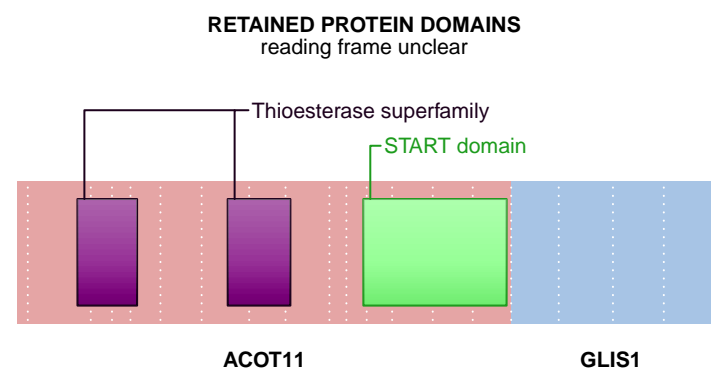 RETAINED PROTEIN DOMAINS
reading frame unclear
Thioesterase superfamily
START domain
ACOT11 GLIS1